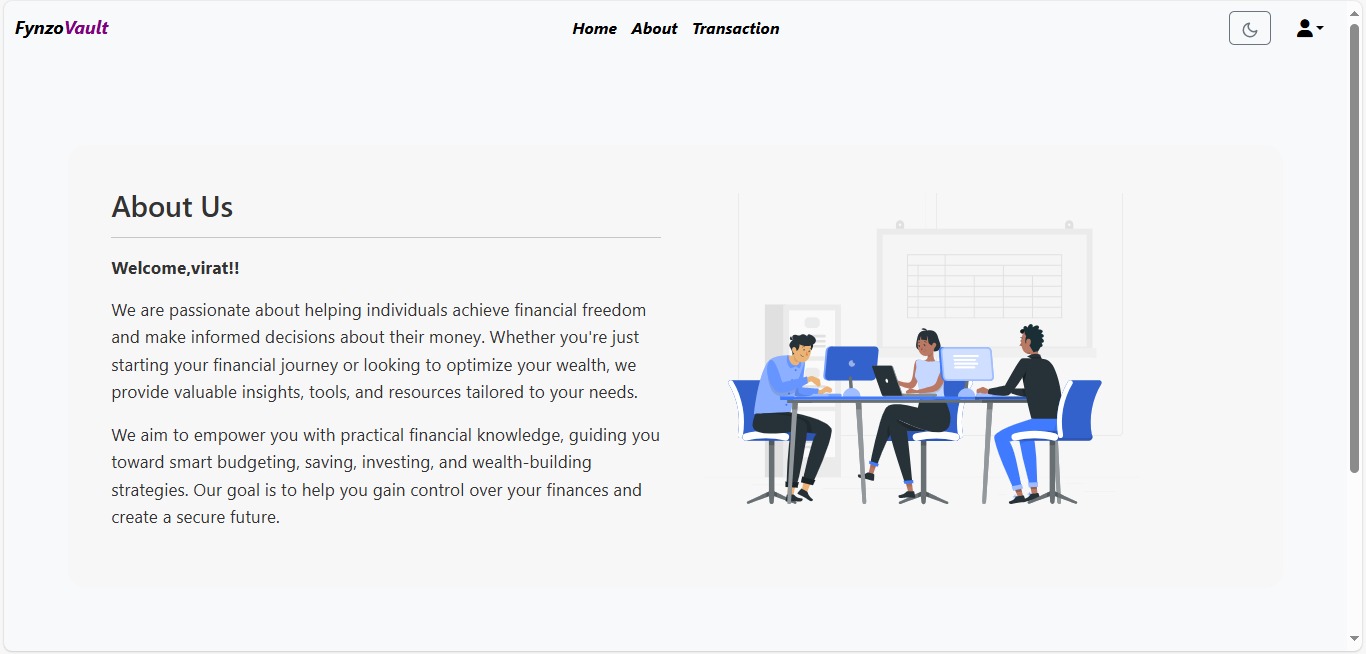 FynzoVault
Home About Transaction
About Us
Welcome,virat!!
We are passionate about helping individuals achieve financial freedom
and make informed decisions about their money. Whether you're just
starting your financial journey or looking to optimize your wealth, we
provide valuable insights, tools, and resources tailored to your needs.
We aim to empower you with practical financial knowledge, guiding you
toward smart budgeting, saving, investing, and wealth-building
strategies. Our goal is to help you gain control over your finances and
create a secure future.